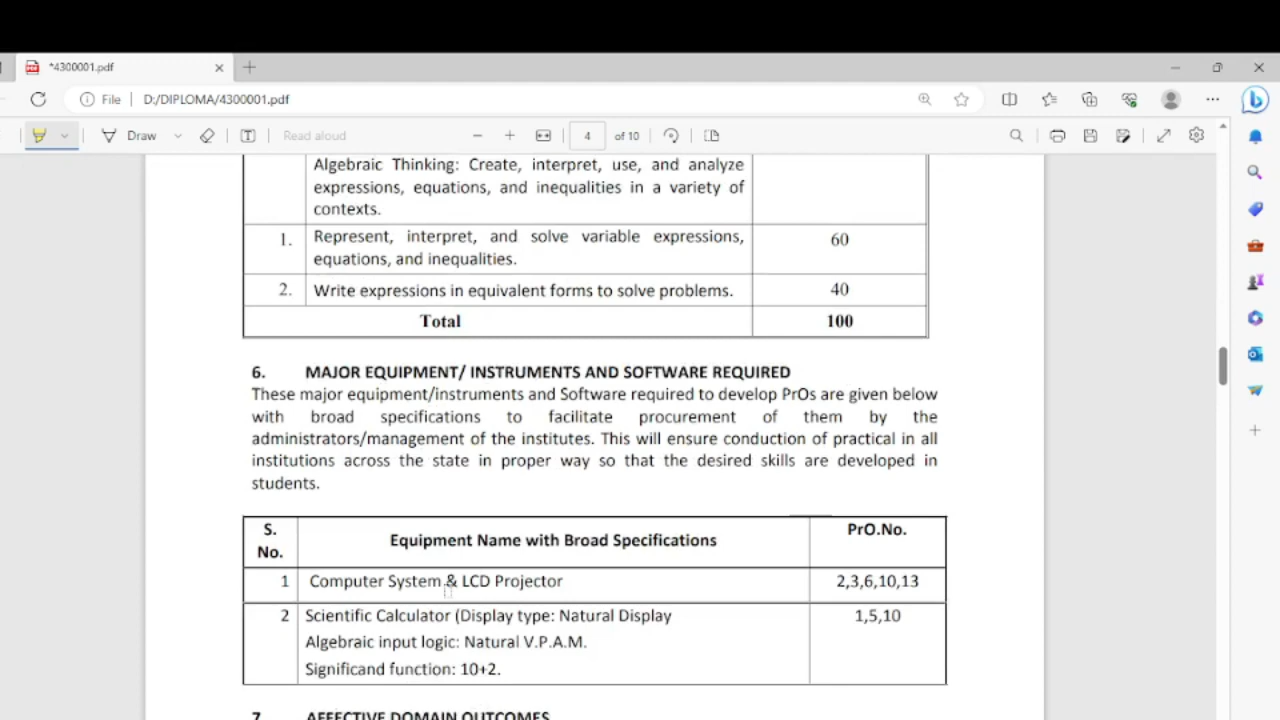 *4300001.pdf
File D:/DIPLOMA/4300001.pdf
Draw Read aloud 4 of 10
Algebraic Thinking: Create, interpret, use, and analyze
expressions, equations, and inequalities in a variety of
contexts.
1. Represent, interpret, and solve variable expressions, 60
equations, and inequalities.
2. Write expressions in equivalent forms to solve problems. 40
Total 100
6. MAJOR EQUIPMENT/ INSTRUMENTS AND SOFTWARE REQUIRED
These major equipment/instruments and Software required to develop PrOs are given below
with broad specifications to facilitate procurement of them by the
administrators/management of the institutes. This will ensure conduction of practical in all
institutions across the state in proper way so that the desired skills are developed in
students.
S. No. Equipment Name with Broad Specifications PrO.No.
1 Computer System & LCD Projector 2,3,6,10,13
2 Scientific Calculator (Display type: Natural Display 1,5,10
Algebraic input logic: Natural V.P.A.M.
Significand function: 10+2.
7 AFFECTIVE DOMAIN OUTCOMES